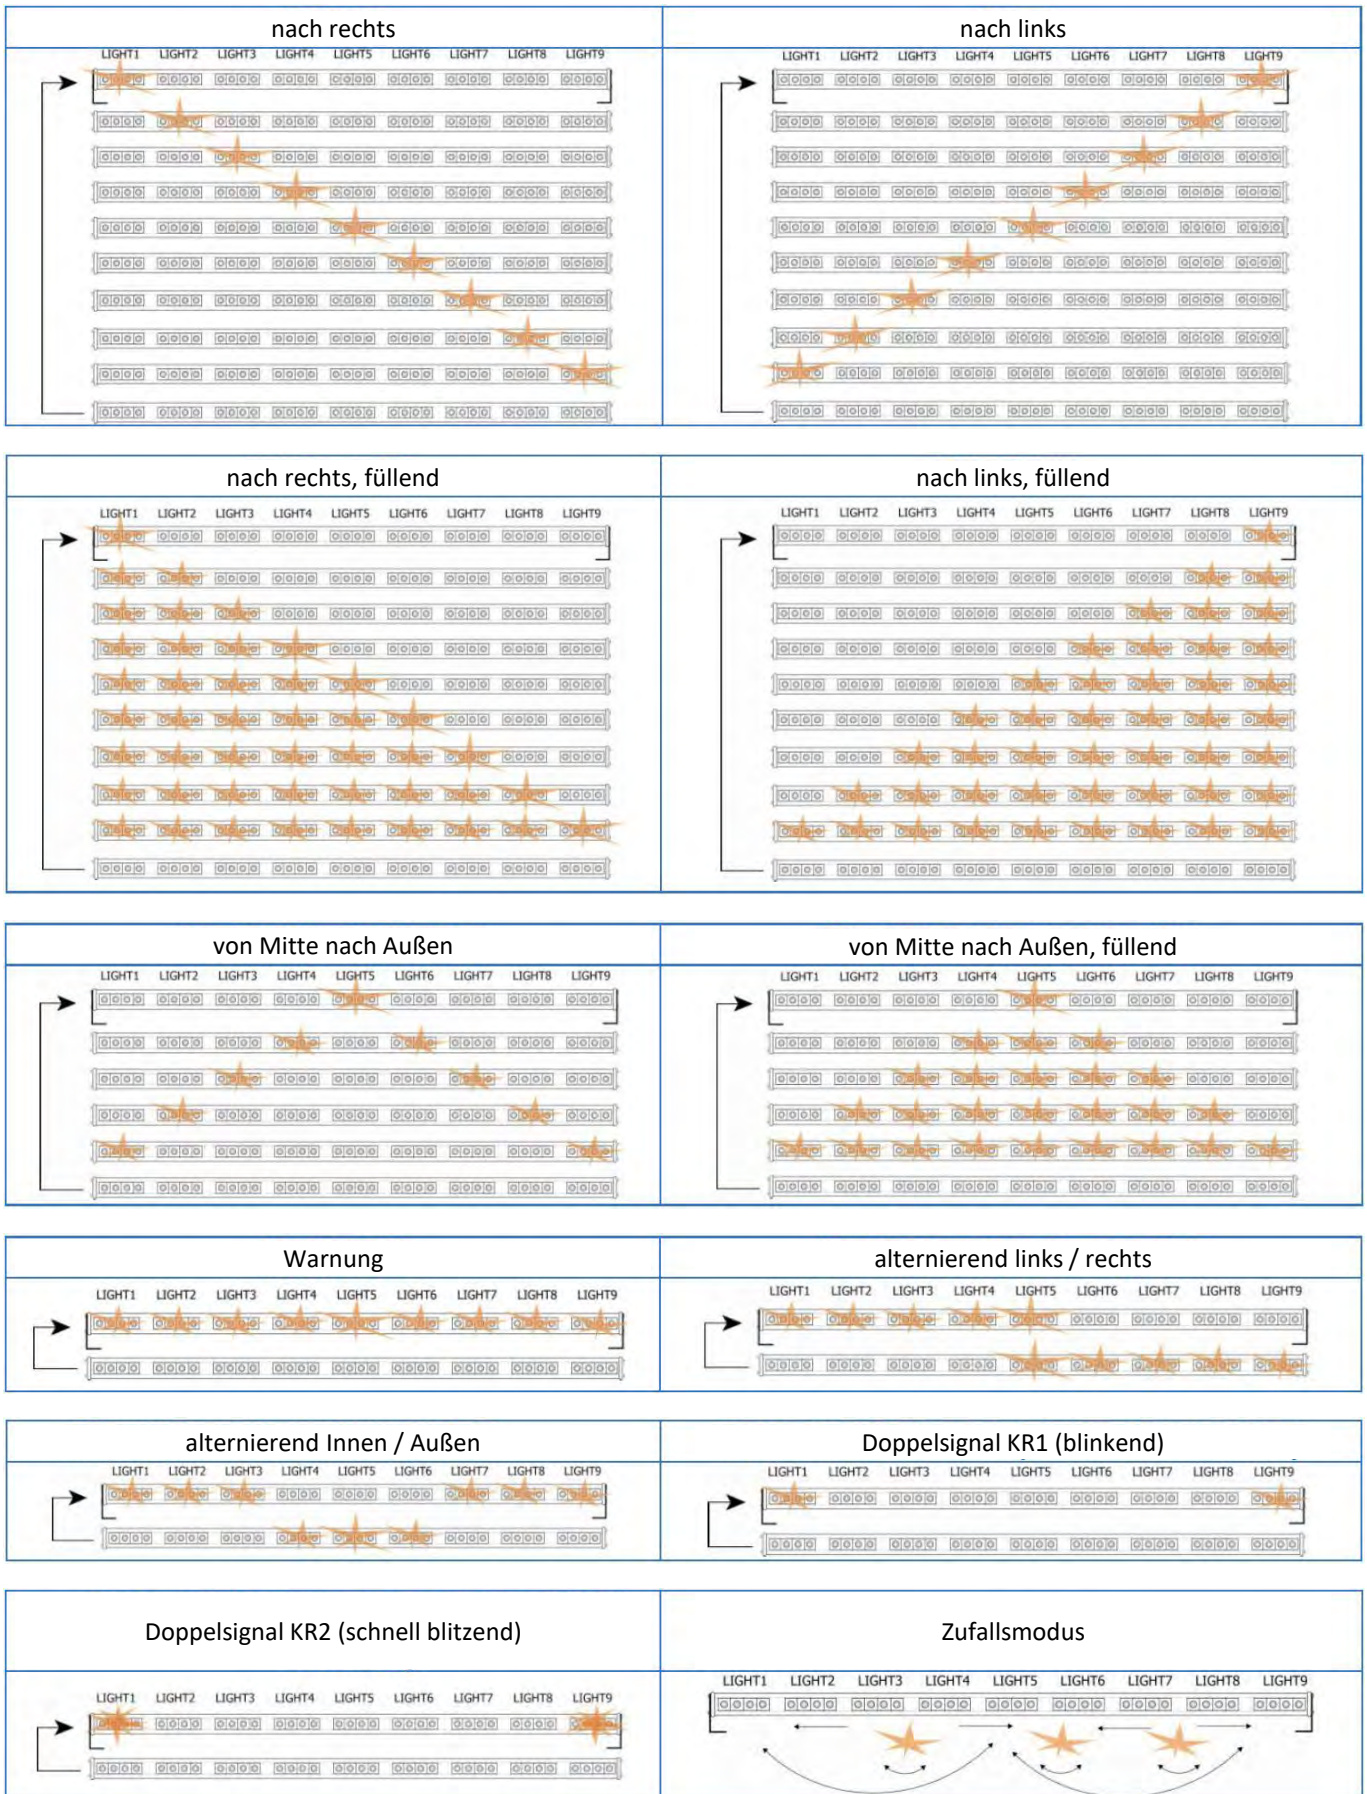 nach rechts
LIGHT1 LIGHT2 LIGHT3 LIGHT4 LIGHT5 LIGHT6 LIGHT7 LIGHT8 LIGHT9
nach links
LIGHT1 LIGHT2 LIGHT3 LIGHT4 LIGHT5 LIGHT6 LIGHT7 LIGHT8 LIGHT9
nach rechts, füllend
LIGHT1 LIGHT2 LIGHT3 LIGHT4 LIGHT5 LIGHT6 LIGHT7 LIGHT8 LIGHT9
nach links, füllend
LIGHT1 LIGHT2 LIGHT3 LIGHT4 LIGHT5 LIGHT6 LIGHT7 LIGHT8 LIGHT9
von Mitte nach Außen
LIGHT1 LIGHT2 LIGHT3 LIGHT4 LIGHT5 LIGHT6 LIGHT7 LIGHT8 LIGHT9
von Mitte nach Außen, füllend
LIGHT1 LIGHT2 LIGHT3 LIGHT4 LIGHT5 LIGHT6 LIGHT7 LIGHT8 LIGHT9
Warnung
LIGHT1 LIGHT2 LIGHT3 LIGHT4 LIGHT5 LIGHT6 LIGHT7 LIGHT8 LIGHT9
alternierend links / rechts
LIGHT1 LIGHT2 LIGHT3 LIGHT4 LIGHT5 LIGHT6 LIGHT7 LIGHT8 LIGHT9
alternierend Innen / Außen
LIGHT1 LIGHT2 LIGHT3 LIGHT4 LIGHT5 LIGHT6 LIGHT7 LIGHT8 LIGHT9
Doppelsignal KR1 (blinkend)
LIGHT1 LIGHT2 LIGHT3 LIGHT4 LIGHT5 LIGHT6 LIGHT7 LIGHT8 LIGHT9
Doppelsignal KR2 (schnell blitzend)
LIGHT1 LIGHT2 LIGHT3 LIGHT4 LIGHT5 LIGHT6 LIGHT7 LIGHT8 LIGHT9
Zufallsmodus
LIGHT1 LIGHT2 LIGHT3 LIGHT4 LIGHT5 LIGHT6 LIGHT7 LIGHT8 LIGHT9